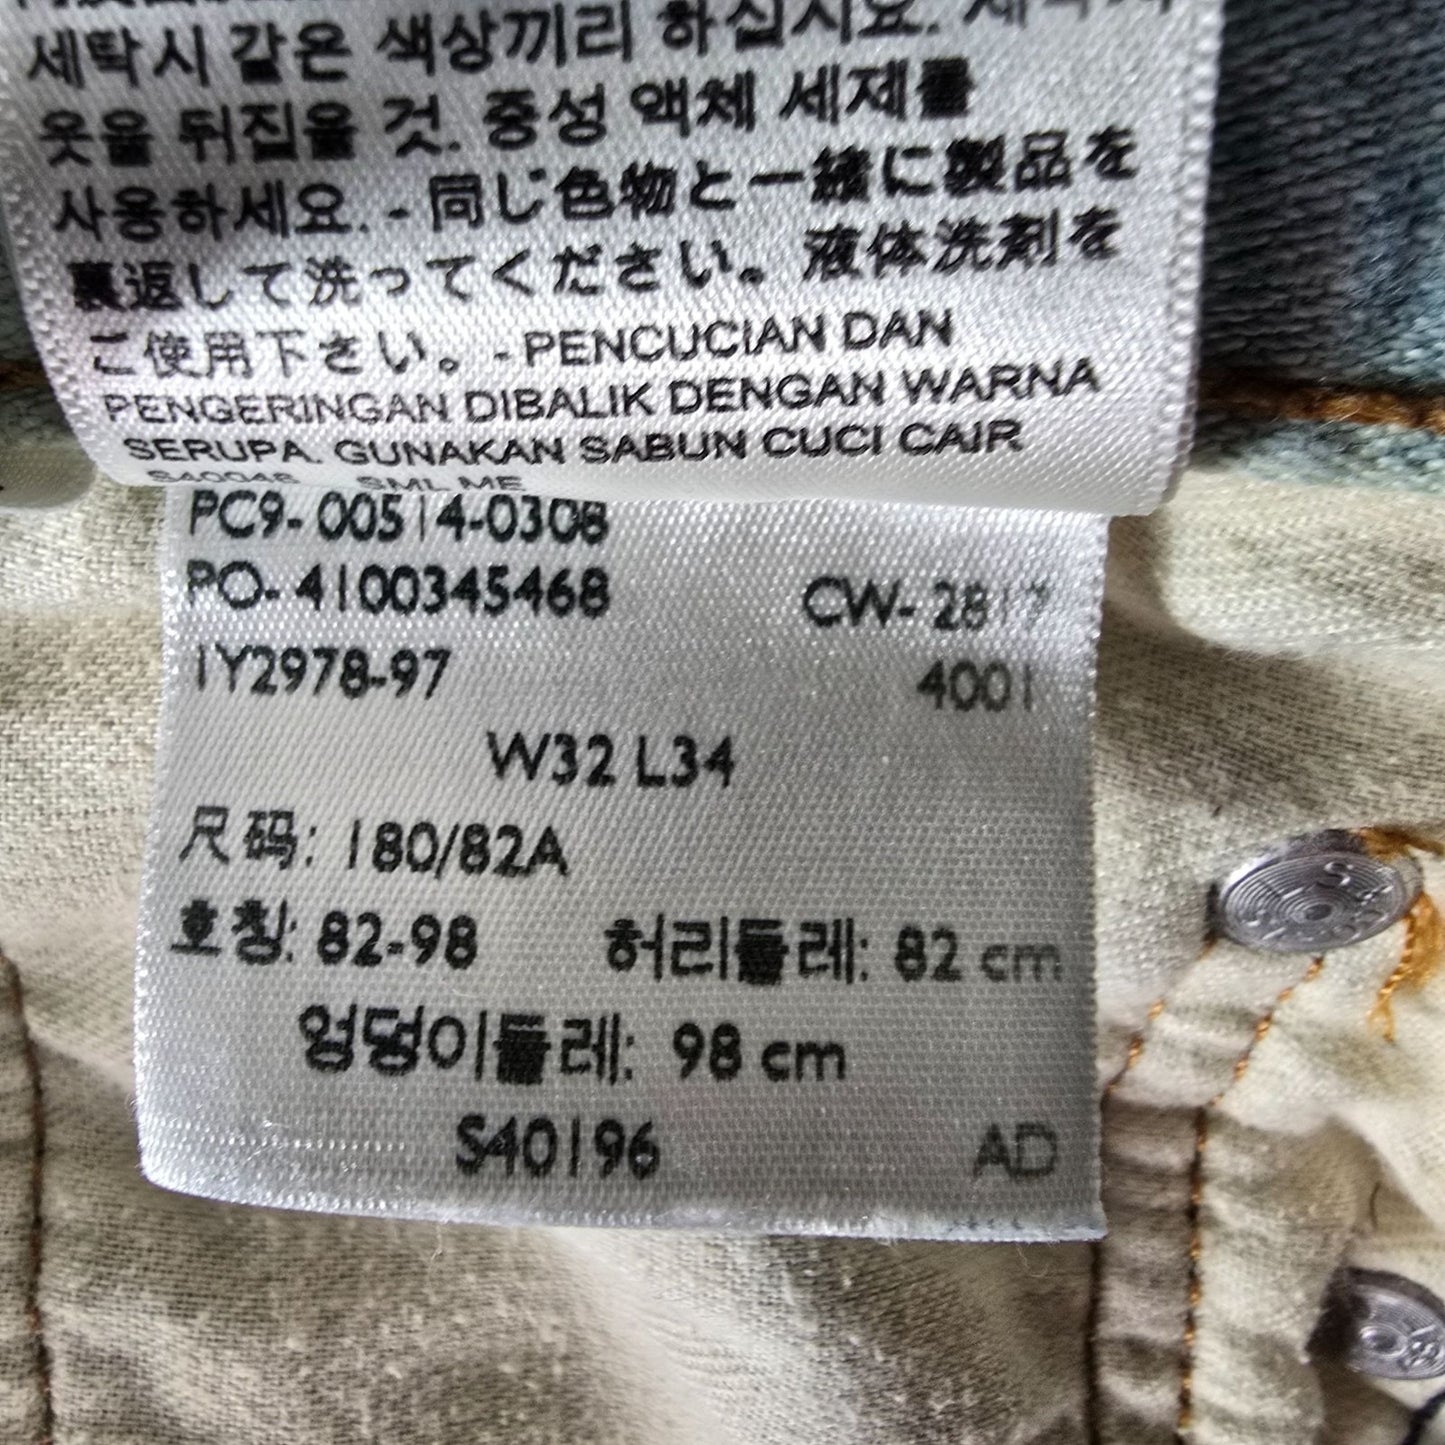 세탁시 같은 색상끼리 하십시요.
옷을 뒤집을 것. 중성 액체 세제를
사용하세요. - 同じ色物と一緒に製品を
裏返して洗ってください。液体洗剤を
ご使用下さい。- PENCUCIAN DAN
PENGERINGAN DIBALIK DENGAN WARNA
SERUPA. GUNAKAN SABUN CUCI CAIR
SML ME
PC9-00514-0308
PO-4100345468 CW-2817
1Y2978-97 4001
W32 L34
尺码: 180/82A
호칭: 82-98 허리둘레: 82 cm
엉덩이둘레: 98 cm
S40196 AD